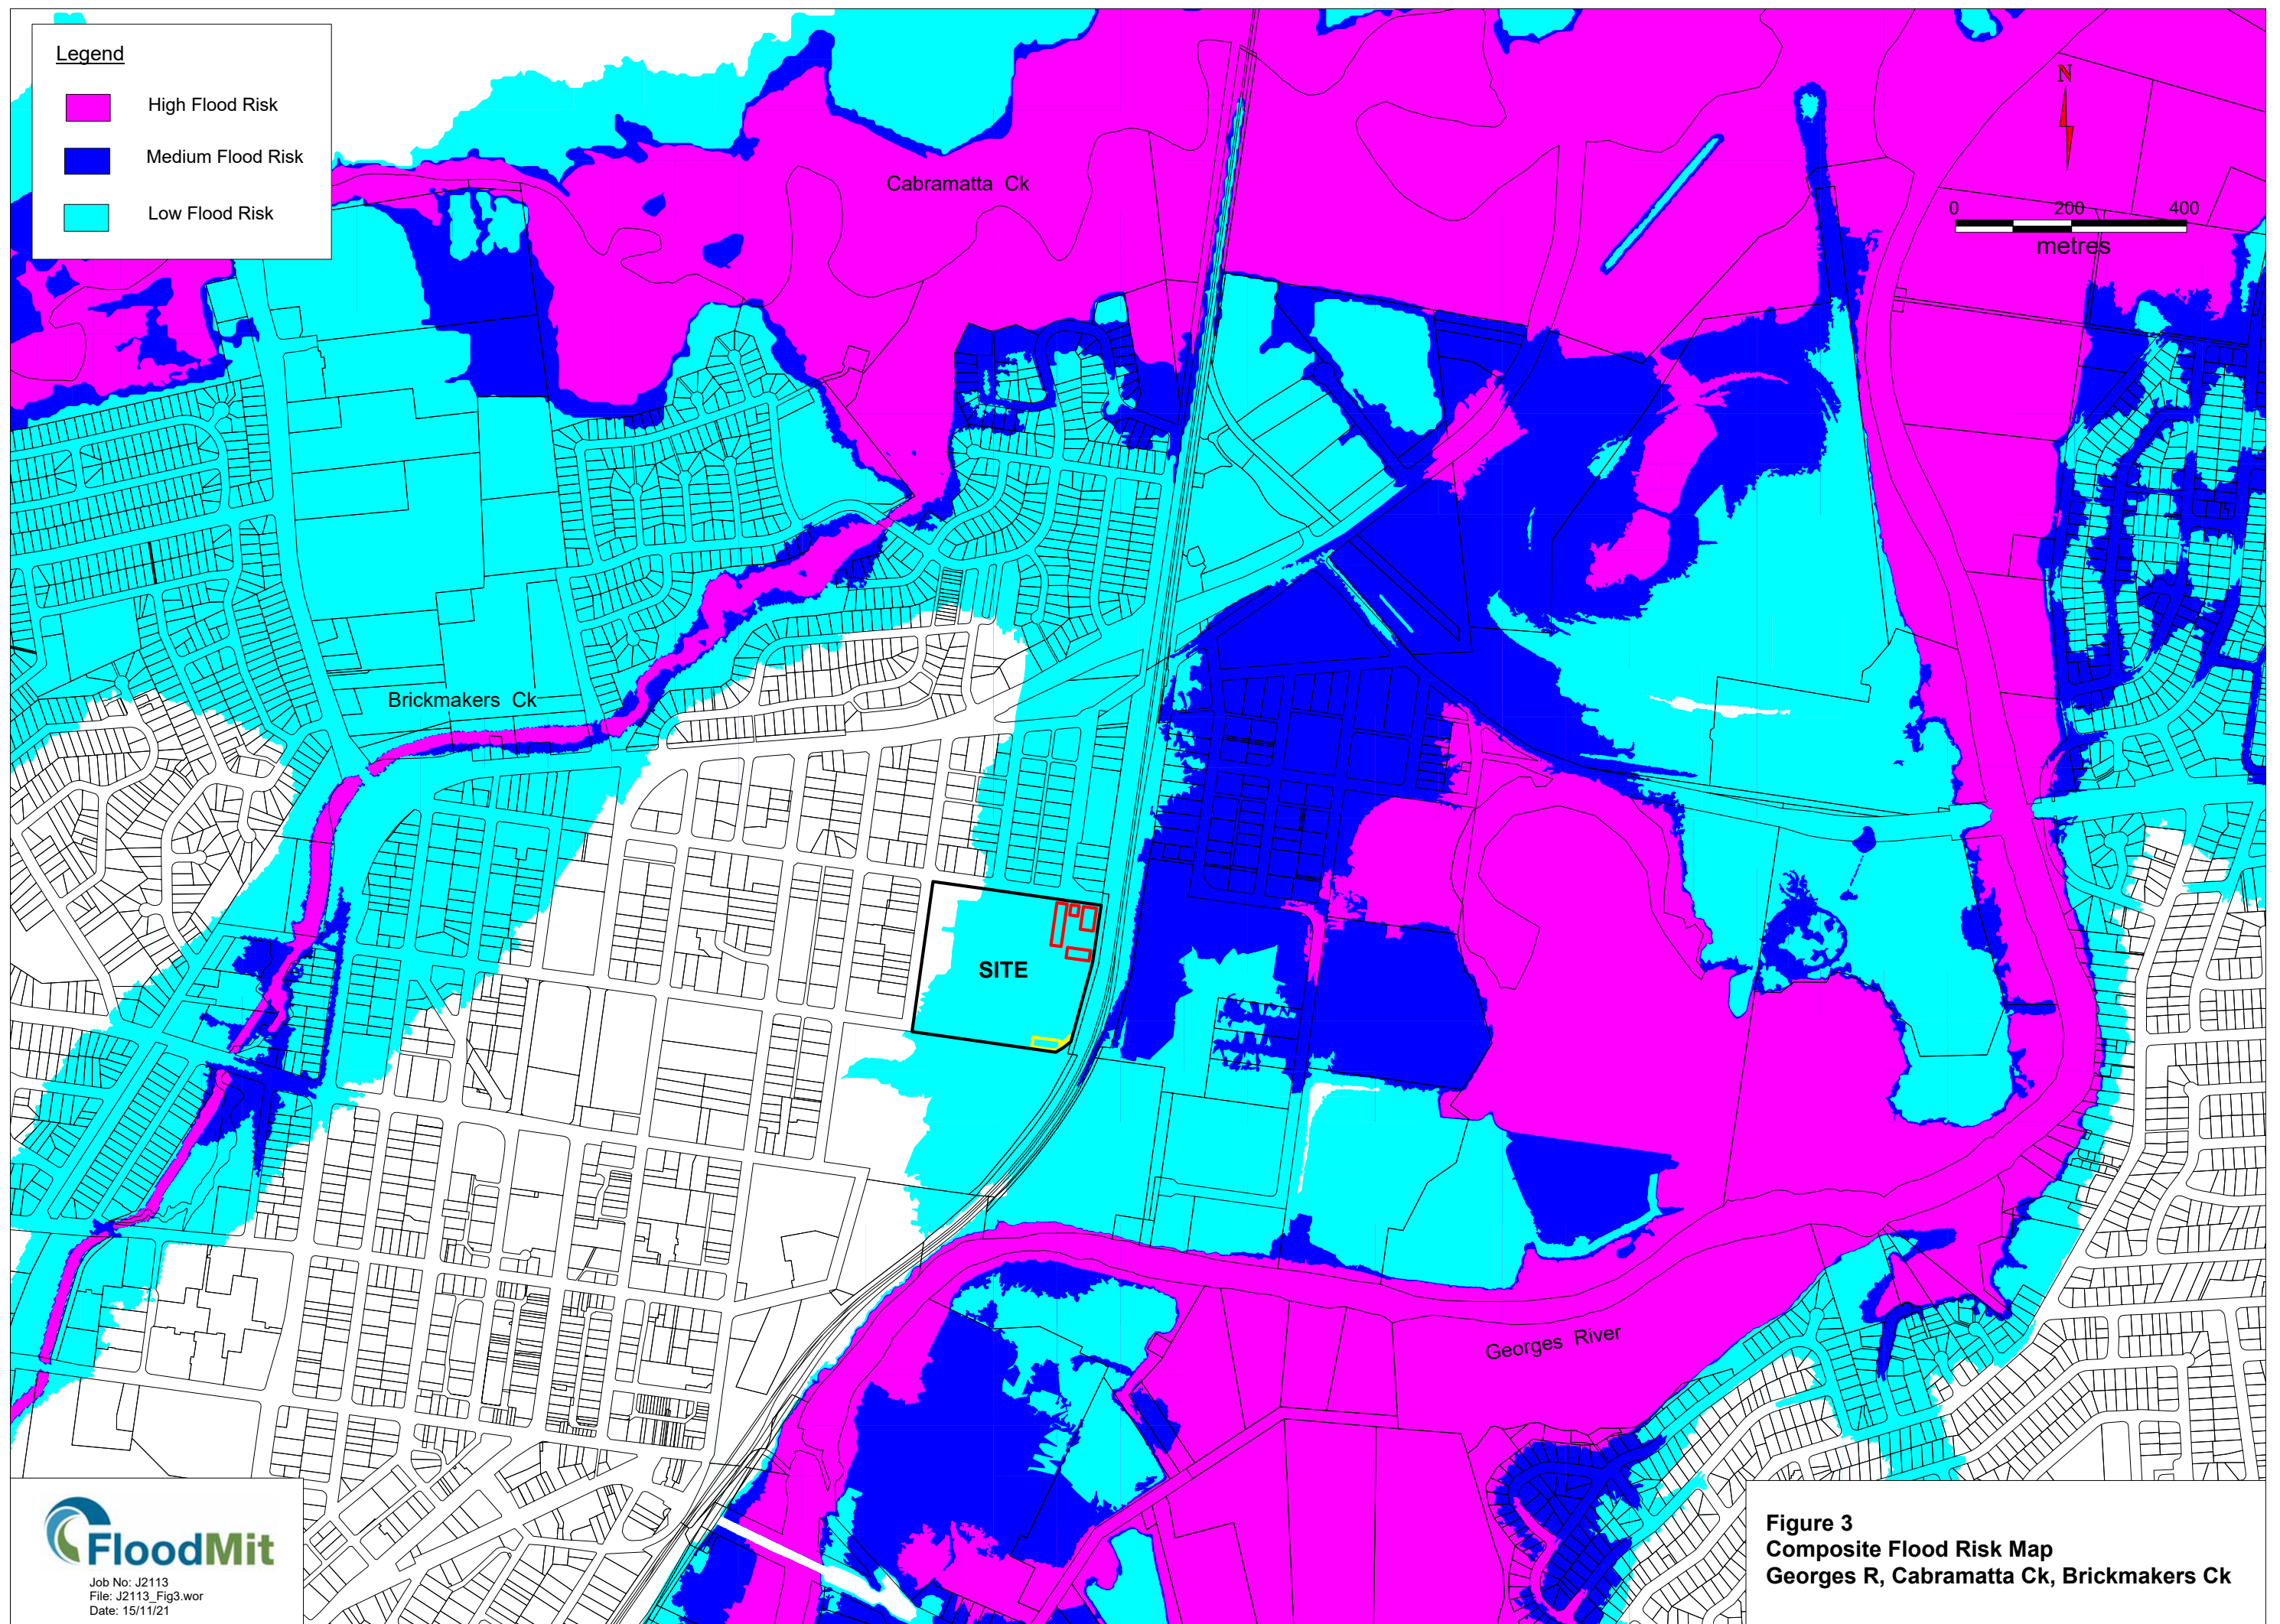 Legend
High Flood Risk
Medium Flood Risk
Low Flood Risk
Cabramatta Ck
N
0 200 400
metres
Brickmakers Ck
SITE
Georges River
FloodMit
Job No: J2113
File: J2113_Fig3.wor
Date: 15/11/21
Figure 3
Composite Flood Risk Map
Georges R, Cabramatta Ck, Brickmakers Ck